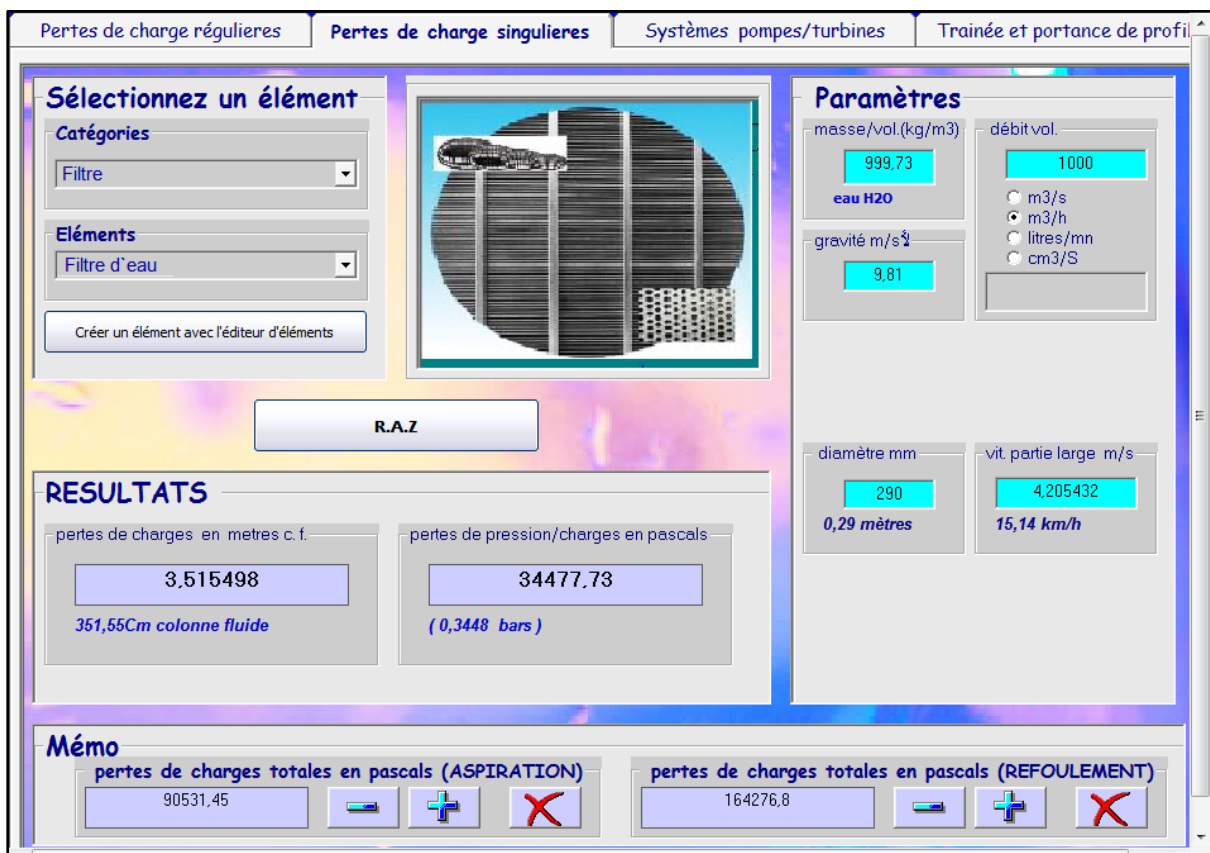 Pertes de charge régulieres
Pertes de charge singulieres
Systèmes pompes/turbines
Trainée et portance de profil
Sélectionnez un élément
Catégories
Filtre
Eléments
Filtre d`eau
Créer un élément avec l'éditeur d'éléments
Paramètres
masse/vol.(kg/m3)
999,73
eau H2O
débit vol.
1000
m3/s
m3/h
litres/mn
cm3/S
gravité m/s²
9,81
R.A.Z
diamètre mm
290
0,29 mètres
vit. partie large m/s
4,205432
15,14 km/h
RESULTATS
pertes de charges en metres c.f.
3,515498
351,55Cm colonne fluide
pertes de pression/charges en pascals
34477,73
( 0,3448 bars )
Mémo
pertes de charges totales en pascals (ASPIRATION)
90531,45
pertes de charges totales en pascals (REFOULEMENT)
164276,8